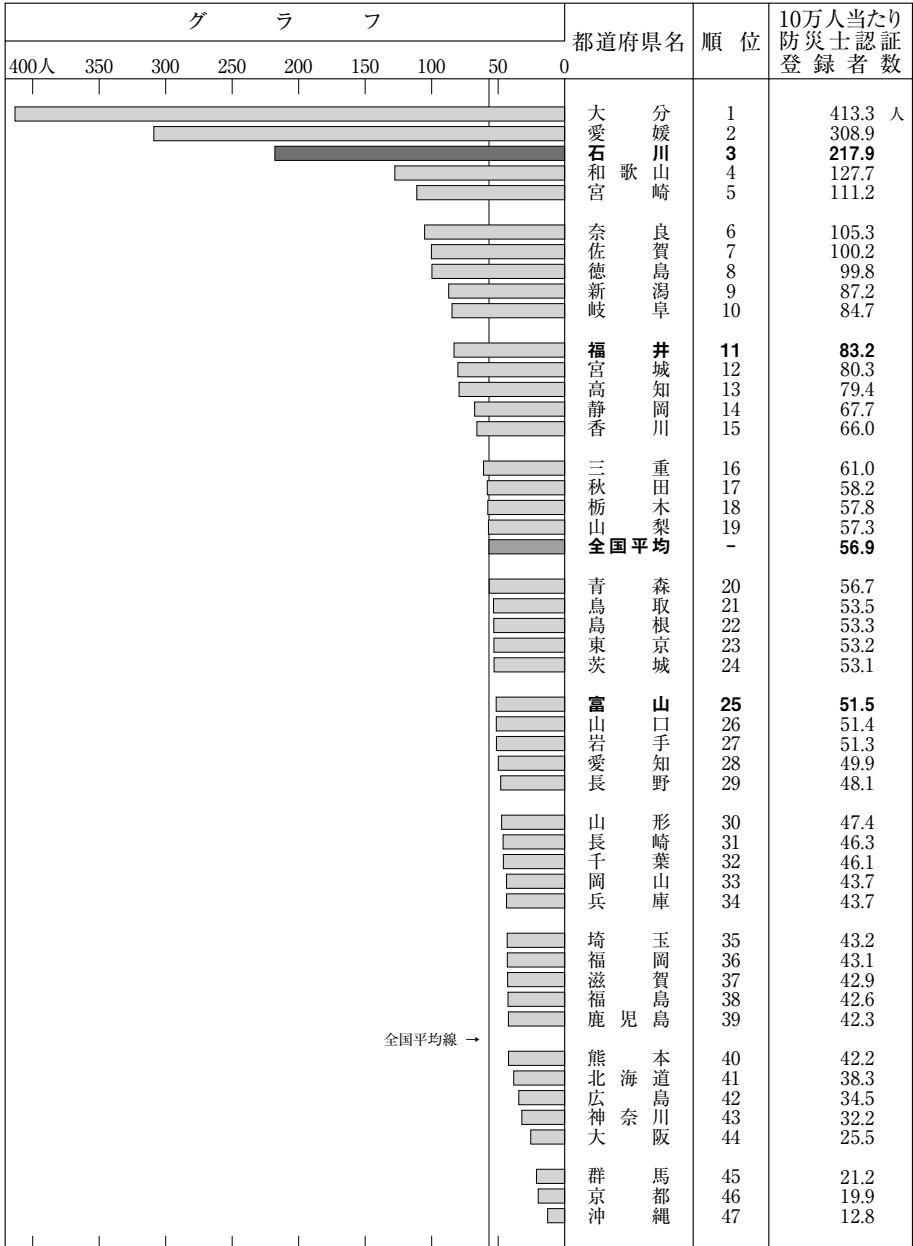 グラフ
都道府県名 順位 10万人当たり防災士認証登録者数
400人 350 300 250 200 150 100 50 0
大分 1 413.3 人
愛媛 2 308.9
石川 3 217.9
和歌山 4 127.7
宮崎 5 111.2
奈良 6 105.3
佐賀 7 100.2
徳島 8 99.8
新潟 9 87.2
岐阜 10 84.7
福井 11 83.2
宮城 12 80.3
高知 13 79.4
静岡 14 67.7
香川 15 66.0
三重 16 61.0
秋田 17 58.2
栃木 18 57.8
山梨 19 57.3
全国平均 － 56.9
青森 20 56.7
鳥取 21 53.5
島根 22 53.3
東京 23 53.2
茨城 24 53.1
富山 25 51.5
山口 26 51.4
岩手 27 51.3
愛知 28 49.9
長野 29 48.1
山形 30 47.4
長崎 31 46.3
千葉 32 46.1
岡山 33 43.7
兵庫 34 43.7
埼玉 35 43.2
福岡 36 43.1
滋賀 37 42.9
福島 38 42.6
鹿児島 39 42.3
全国平均線 →
熊本 40 42.2
北海道 41 38.3
広島 42 34.5
神奈川 43 32.2
大阪 44 25.5
群馬 45 21.2
京都 46 19.9
沖縄 47 12.8